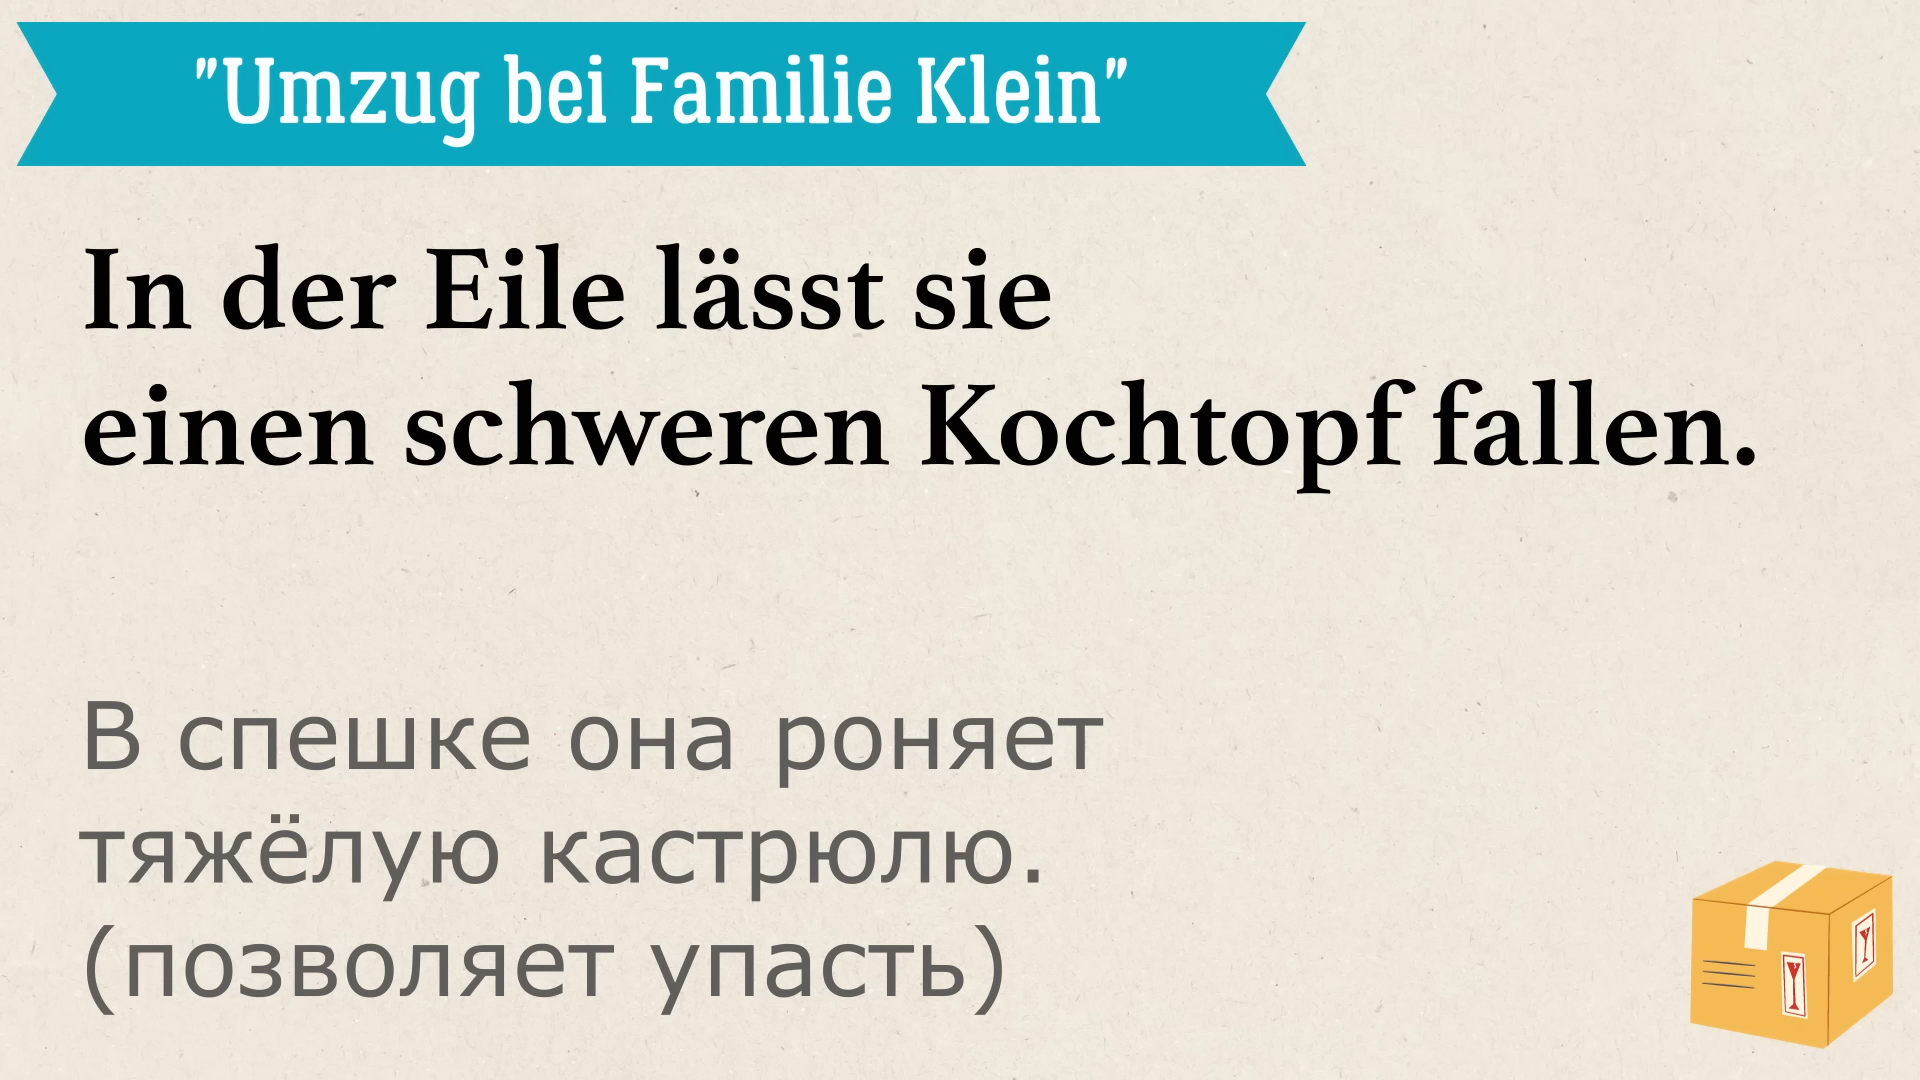 "Umzug bei Familie Klein"
In der Eile lässt sie
einen schweren Kochtopf fallen.
В спешке она роняет
тяжёлую кастрюлю.
(позволяет упасть)